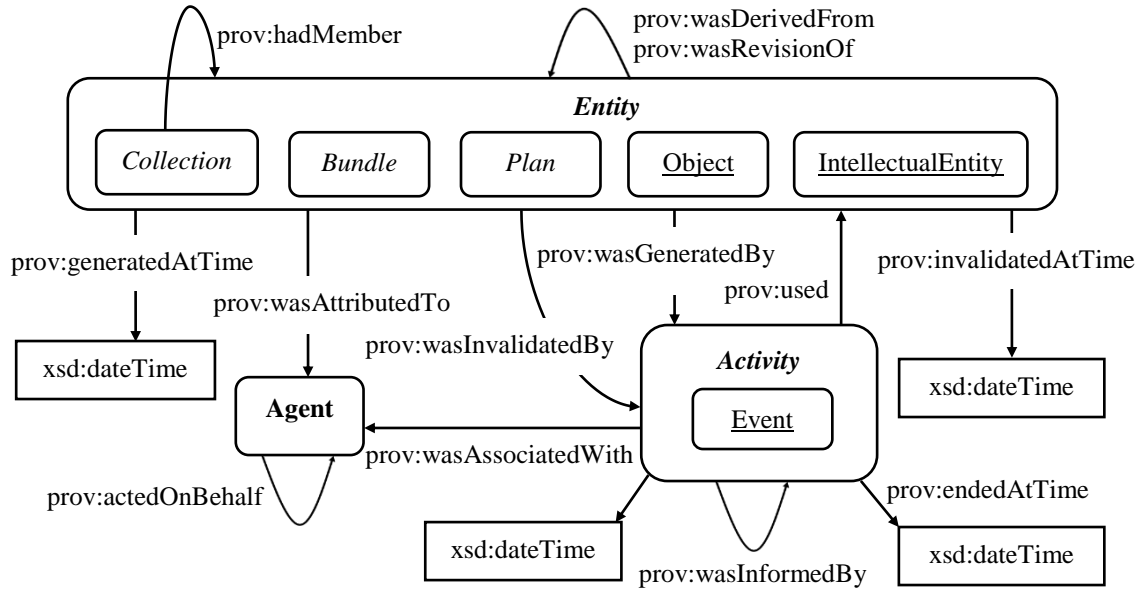 prov:hadMember
prov:wasDerivedFrom
prov:wasRevisionOf
Entity
Collection
Bundle
Plan
Object
IntellectualEntity
prov:generatedAtTime
prov:wasAttributedTo
prov:wasInvalidatedBy
prov:wasGeneratedBy
prov:used
prov:invalidatedAtTime
xsd:dateTime
Agent
Activity
Event
xsd:dateTime
prov:wasAssociatedWith
prov:actedOnBehalf
prov:endedAtTime
xsd:dateTime
prov:wasInformedBy
xsd:dateTime